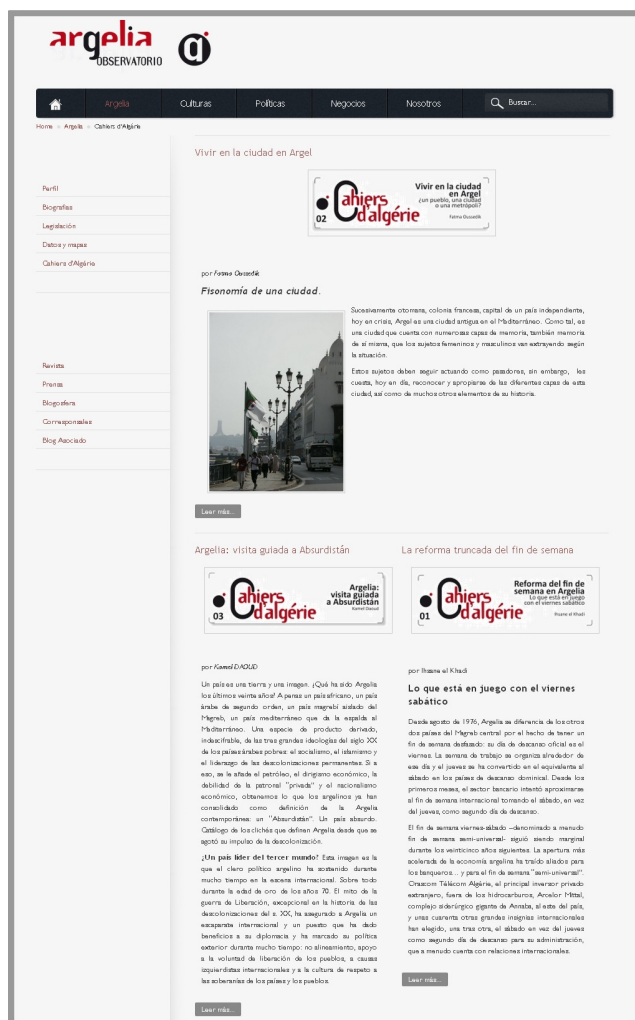 argelia
OBSERVATORIO
Argelia Culturas Políticas Negocios Nosotros Buscar...
Home » Argelia » Cahiers d'Algérie
Perfil
Biografías
Legislación
Datos y mapas
Cahiers d'Algérie
Revista
Prensa
Blogosfera
Corresponsales
Blog Asociado
Vivir en la ciudad en Argel
Cahiers d'algérie
02
Vivir en la ciudad
en Argel
¿un pueblo, una ciudad
o una metrópoli?
Fatma Oussedik
por Fatma Oussedik
Fisonomía de una ciudad.
Sucesivamente otomana, colonia francesa, capital de un país independiente,
hoy en crisis, Argel es una ciudad antigua en el Mediterráneo. Como tal, es
una ciudad que cuenta con numerosas capas de memoria, también memoria
de sí misma, que los sujetos femeninos y masculinos van extrayendo según
la situación.
Estos sujetos deben seguir actuando como pasadores, sin embargo, les
cuesta, hoy en día, reconocer y apropiarse de las diferentes capas de esta
ciudad, así como de muchos otros elementos de su historia.
Leer más...
Argelia: visita guiada a Absurdistán
Cahiers d'algérie
03
Argelia:
visita guiada
a Absurdistán
Kamel Daoud
por Kamel DAOUD
Un país es una tierra y una imagen. ¿Qué ha sido Argelia
los últimos veinte años? A penas un país africano, un país
árabe de segundo orden, un país magrebí aislado del
Magreb, un país mediterráneo que da la espalda al
Mediterráneo. Una especie de producto derivado,
indescifrable, de las tres grandes ideologías del siglo XX
de los países árabes pobres: el socialismo, el islamismo y
el liderazgo de las descolonizaciones permanentes. Si a
eso, se le añade el petróleo, el dirigismo económico, la
debilidad de la patronal "privada" y el nacionalismo
económico, obtenemos lo que los argelinos ya han
consolidado como definición de la Argelia
contemporánea: un "Absurdistán". Un país absurdo.
Catálogo de los clichés que definen Argelia desde que se
agotó su impulso de la descolonización.
¿Un país líder del tercer mundo? Esta imagen es la
que el clero político argelino ha sostenido durante
mucho tiempo en la escena internacional. Sobre todo
durante la edad de oro de los años 70. El mito de la
guerra de Liberación, excepcional en la historia de las
descolonizaciones del s. XX, ha asegurado a Argelia un
escaparate internacional y un puesto que ha dado
beneficios a su diplomacia y ha marcado su política
exterior durante mucho tiempo: no alineamiento, apoyo
a la voluntad de liberación de los pueblos, a causas
izquierdistas internacionales y a la cultura de respeto a
las soberanías de los países y los pueblos.
Leer más...
La reforma truncada del fin de semana
Cahiers d'algérie
01
Reforma del fin de
semana en Argelia
Lo que está en juego
con el viernes sabático
Ihsane el Khadi
por Ihsane el Khadi
Lo que está en juego con el viernes
sabático
Desde agosto de 1976, Argelia se diferencia de los otros
dos países del Magreb central por el hecho de tener un
fin de semana desfasado: su día de descanso oficial es el
viernes. La semana de trabajo se organiza alrededor de
ese día y el jueves se ha convertido en el equivalente al
sábado en los países de descanso dominical. Desde los
primeros meses, el sector bancario intentó aproximarse
al fin de semana internacional tomando el sábado, en vez
del jueves, como segundo día de descanso.
El fin de semana viernes-sábado –denominado a menudo
fin de semana semi-universal- siguió siendo marginal
durante los veinticinco años siguientes. La apertura más
acelerada de la economía argelina ha traído aliados para
los banqueros... y para el fin de semana "semi-universal".
Orascom Télécom Algérie, el principal inversor privado
extranjero, fuera de los hidrocarburos, Arcelor Mittal,
complejo siderúrgico gigante de Annaba, al este del país,
y unas cuarenta otras grandes insignias internacionales
han elegido, una tras otra, el sábado en vez del jueves
como segundo día de descanso para su administración,
que a menudo cuenta con relaciones internacionales.
Leer más...